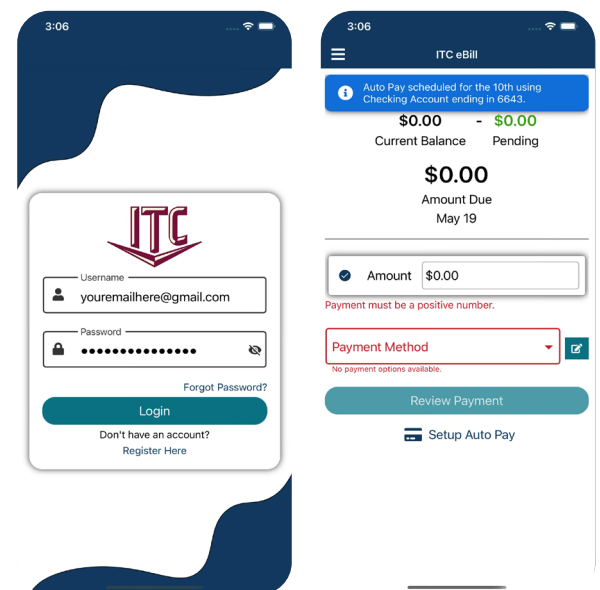 3:06
ITC
Username
youremailhere@gmail.com
Password
Forgot Password?
Login
Don't have an account?
Register Here
3:06
ITC eBill
Auto Pay scheduled for the 10th using
Checking Account ending in 6643.
$0.00 - $0.00
Current Balance Pending
$0.00
Amount Due
May 19
Amount $0.00
Payment must be a positive number.
Payment Method
No payment options available.
Review Payment
Setup Auto Pay